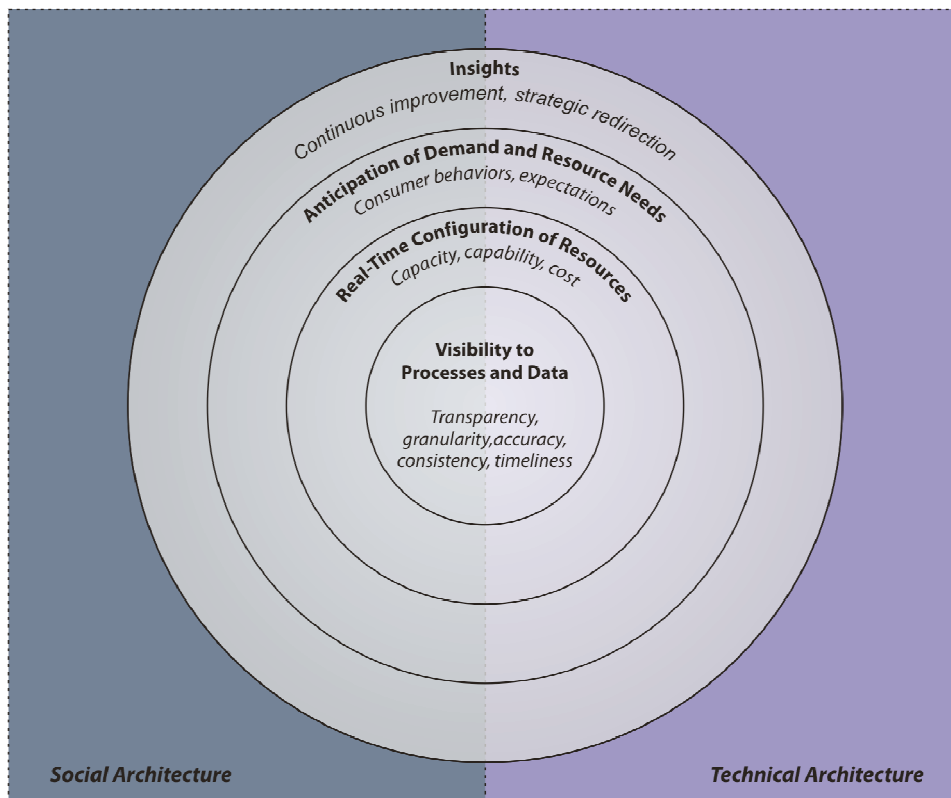 Insights
Continuous improvement, strategic redirection
Anticipation of Demand and Resource Needs
Consumer behaviors, expectations
Real-Time Configuration of Resources
Capacity, capability, cost
Visibility to
Processes and Data
Transparency,
granularity,accuracy,
consistency, timeliness
Social Architecture
Technical Architecture